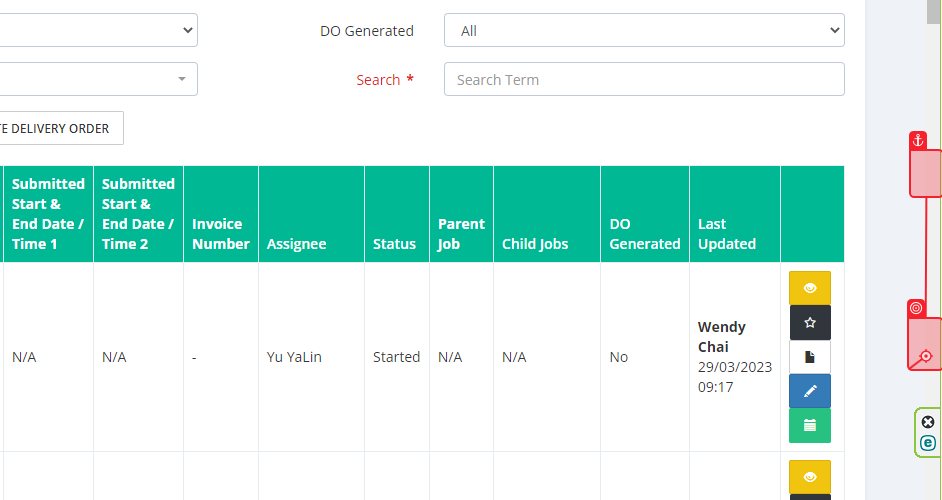 DO Generated
All
Search *
Search Term
TE DELIVERY ORDER
Submitted
Start &
End Date /
Time 1
Submitted
Start &
End Date /
Time 2
Invoice
Number
Assignee
Status
Parent
Job
Child Jobs
DO
Generated
Last
Updated
N/A
N/A
-
Yu YaLin
Started
N/A
N/A
No
Wendy
Chai
29/03/2023
09:17
e